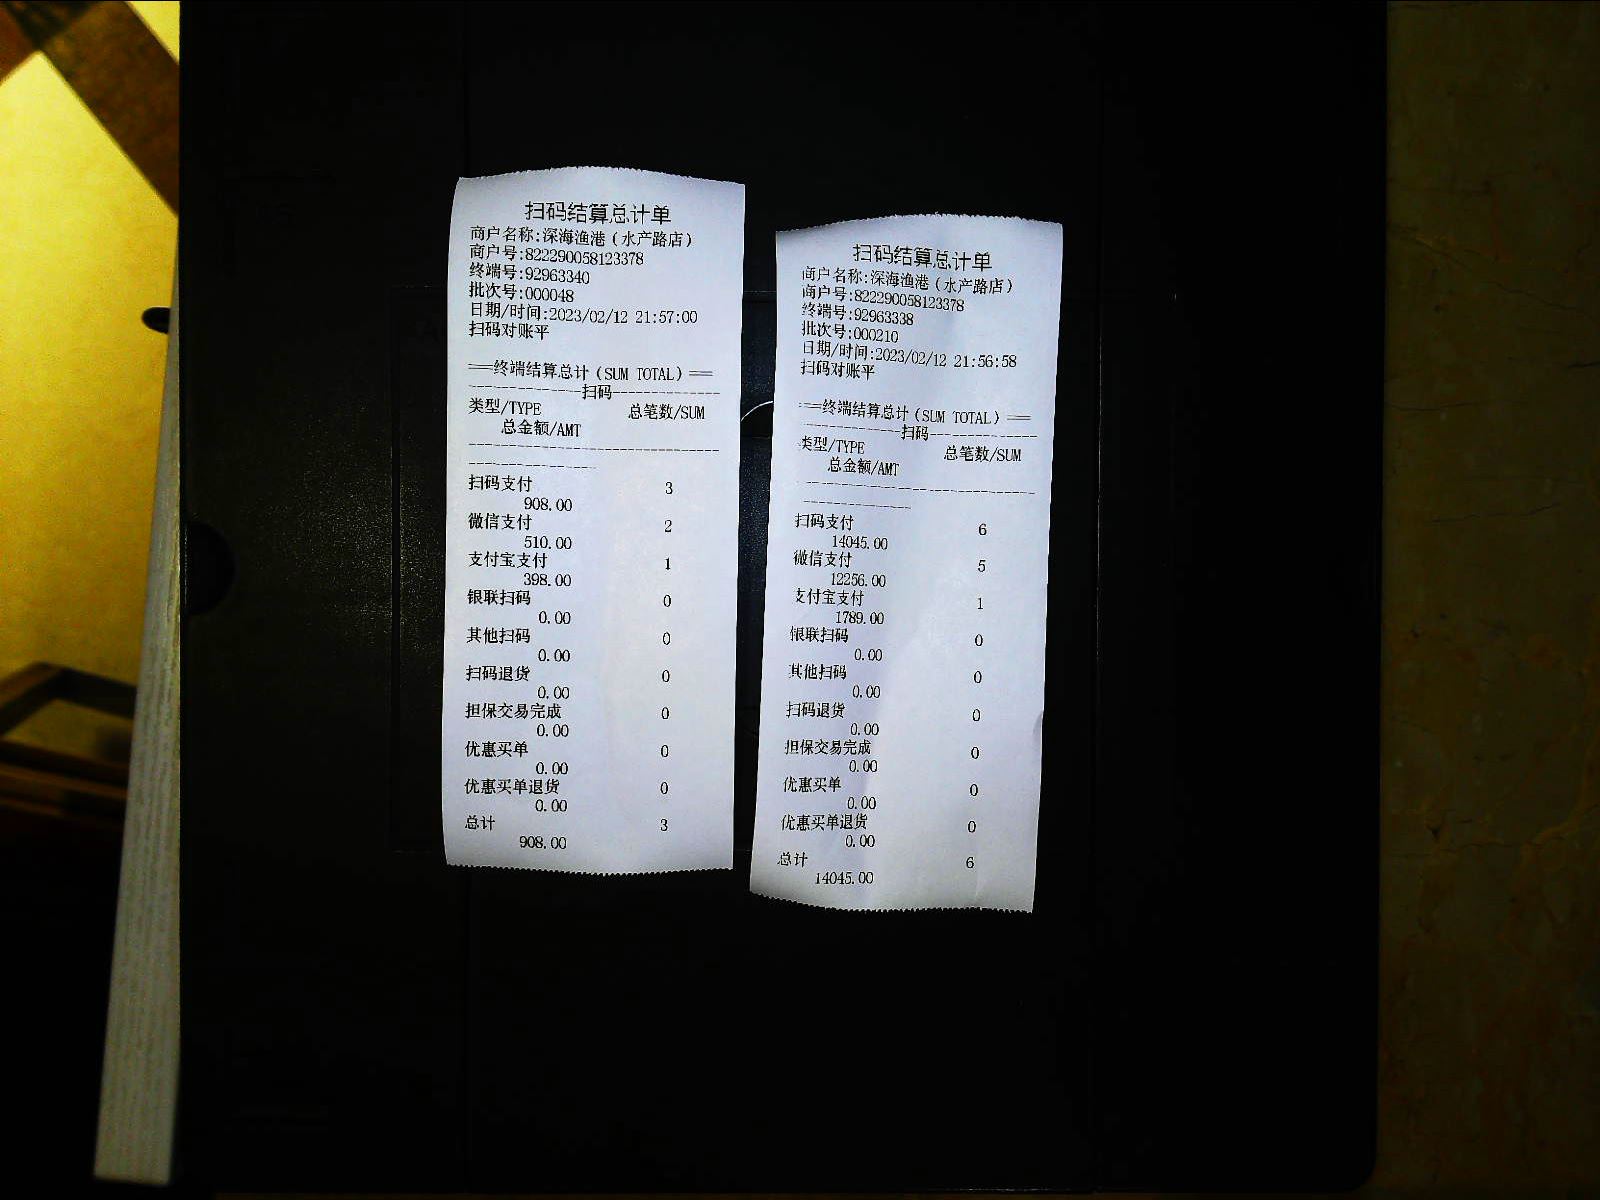 扫码结算总计单
商户名称:深海渔港(水产路店)
商户号:822290058123378
终端号:92963340
批次号:000048
日期/时间:2023/02/12 21:57:00
扫码对账平
===终端结算总计(SUM TOTAL)===
--------------扫码--------------
类型/TYPE 总笔数/SUM
总金额/AMT
扫码支付 3
908.00
微信支付 2
510.00
支付宝支付 1
398.00
银联扫码 0
0.00
其他扫码 0
0.00
扫码退货 0
0.00
担保交易完成 0
0.00
优惠买单 0
0.00
优惠买单退货 0
0.00
总计 3
908.00
扫码结算总计单
商户名称:深海渔港(水产路店)
商户号:822290058123378
终端号:92963338
批次号:000210
日期/时间:2023/02/12 21:56:58
扫码对账平
===终端结算总计(SUM TOTAL)===
--------------扫码--------------
类型/TYPE 总笔数/SUM
总金额/AMT
扫码支付 6
14045.00
微信支付 5
12256.00
支付宝支付 1
1789.00
银联扫码 0
0.00
其他扫码 0
0.00
扫码退货 0
0.00
担保交易完成 0
0.00
优惠买单 0
0.00
优惠买单退货 0
0.00
总计 6
14045.00